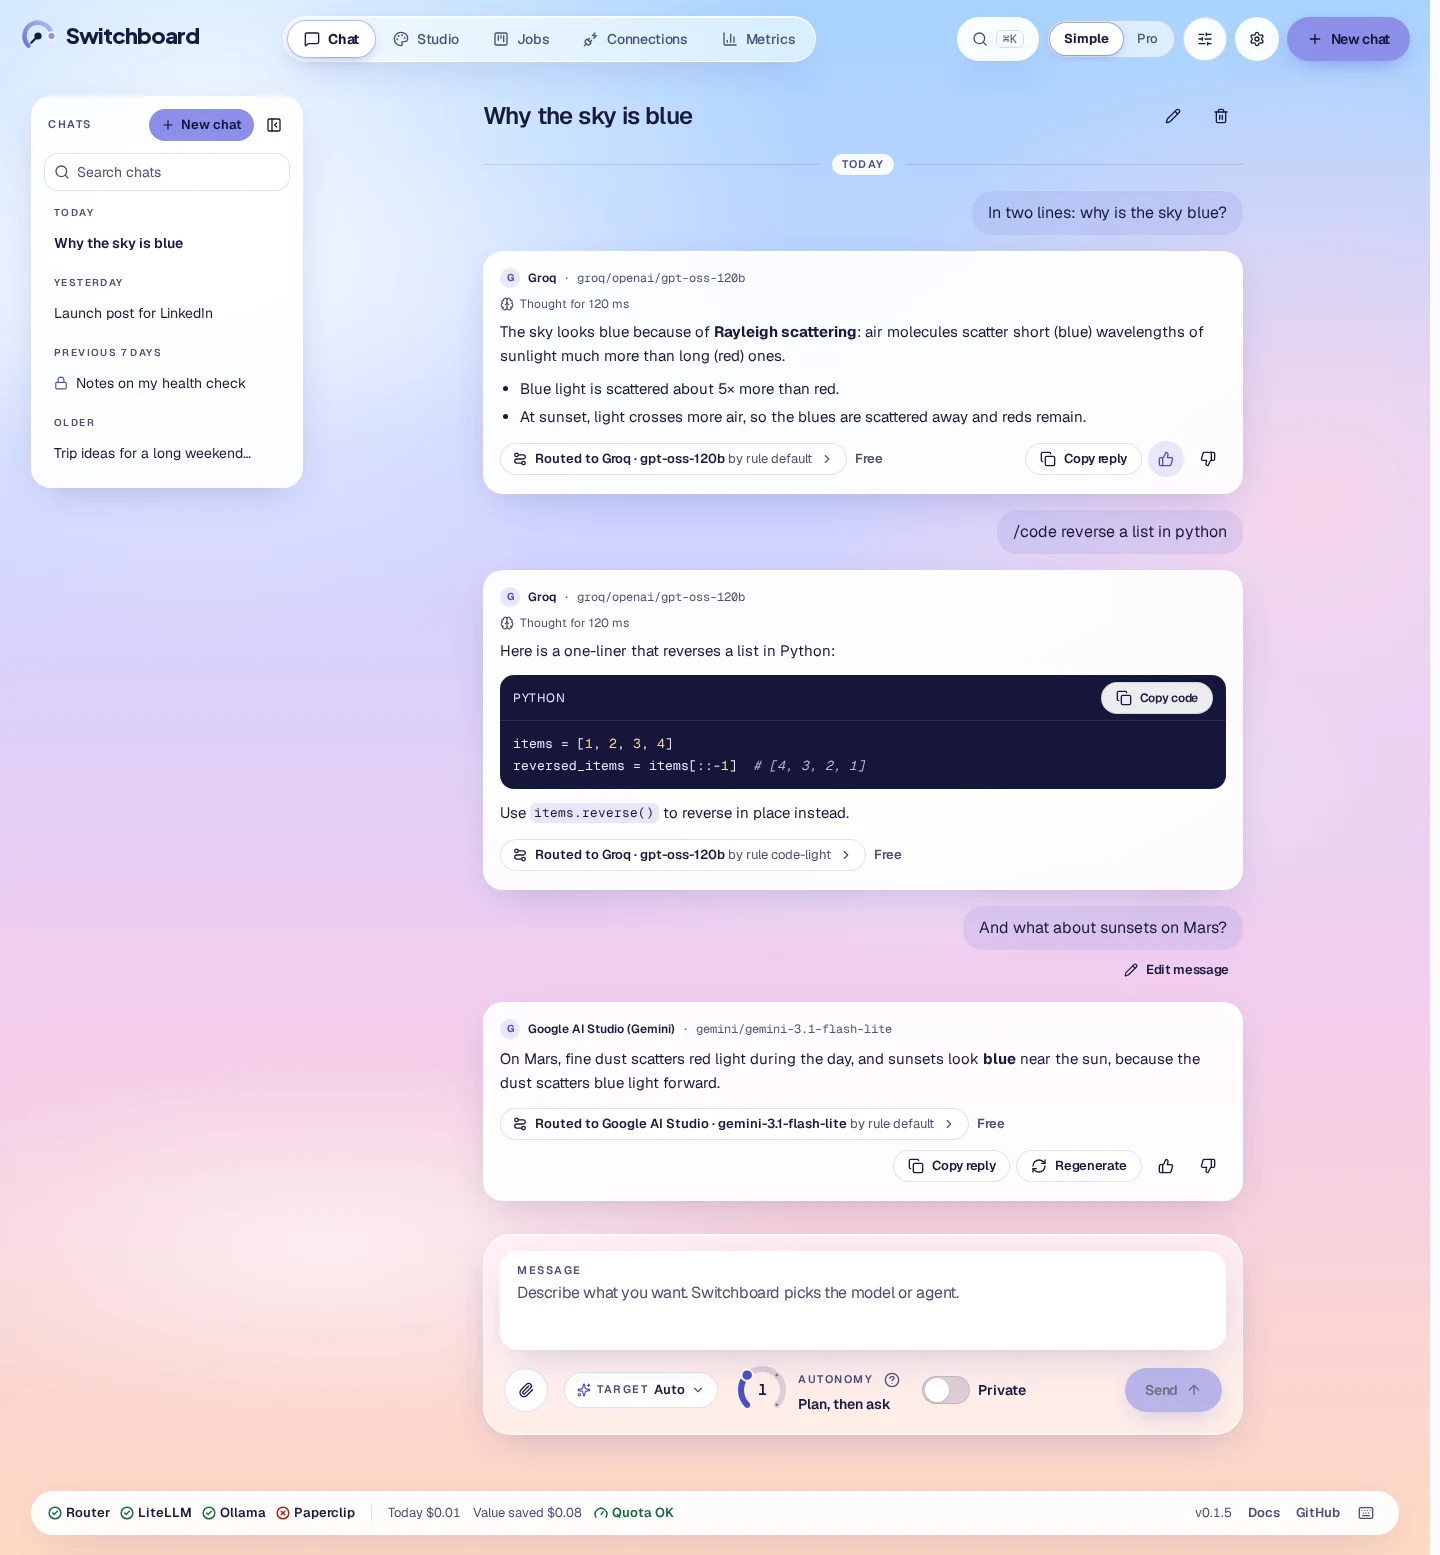 Switchboard
Chat
Studio
Jobs
Connections
Metrics
⌘K
Simple
Pro
New chat
CHATS
New chat
Search chats
TODAY
Why the sky is blue
YESTERDAY
Launch post for LinkedIn
PREVIOUS 7 DAYS
Notes on my health check
OLDER
Trip ideas for a long weekend...
Why the sky is blue
TODAY
In two lines: why is the sky blue?
G Groq · groq/openai/gpt-oss-120b
Thought for 120 ms
The sky looks blue because of Rayleigh scattering: air molecules scatter short (blue) wavelengths of
sunlight much more than long (red) ones.
• Blue light is scattered about 5× more than red.
• At sunset, light crosses more air, so the blues are scattered away and reds remain.
Routed to Groq · gpt-oss-120b by rule default
Free
Copy reply
/code reverse a list in python
G Groq · groq/openai/gpt-oss-120b
Thought for 120 ms
Here is a one-liner that reverses a list in Python:
PYTHON
Copy code
items = [1, 2, 3, 4]
reversed_items = items[::-1]  # [4, 3, 2, 1]
Use items.reverse() to reverse in place instead.
Routed to Groq · gpt-oss-120b by rule code-light
Free
And what about sunsets on Mars?
Edit message
G Google AI Studio (Gemini) · gemini/gemini-3.1-flash-lite
On Mars, fine dust scatters red light during the day, and sunsets look blue near the sun, because the
dust scatters blue light forward.
Routed to Google AI Studio · gemini-3.1-flash-lite by rule default
Free
Copy reply
Regenerate
MESSAGE
Describe what you want. Switchboard picks the model or agent.
TARGET Auto
1
AUTONOMY
Plan, then ask
Private
Send
Router
LiteLLM
Ollama
Paperclip
Today $0.01
Value saved $0.08
Quota OK
v0.1.5
Docs
GitHub